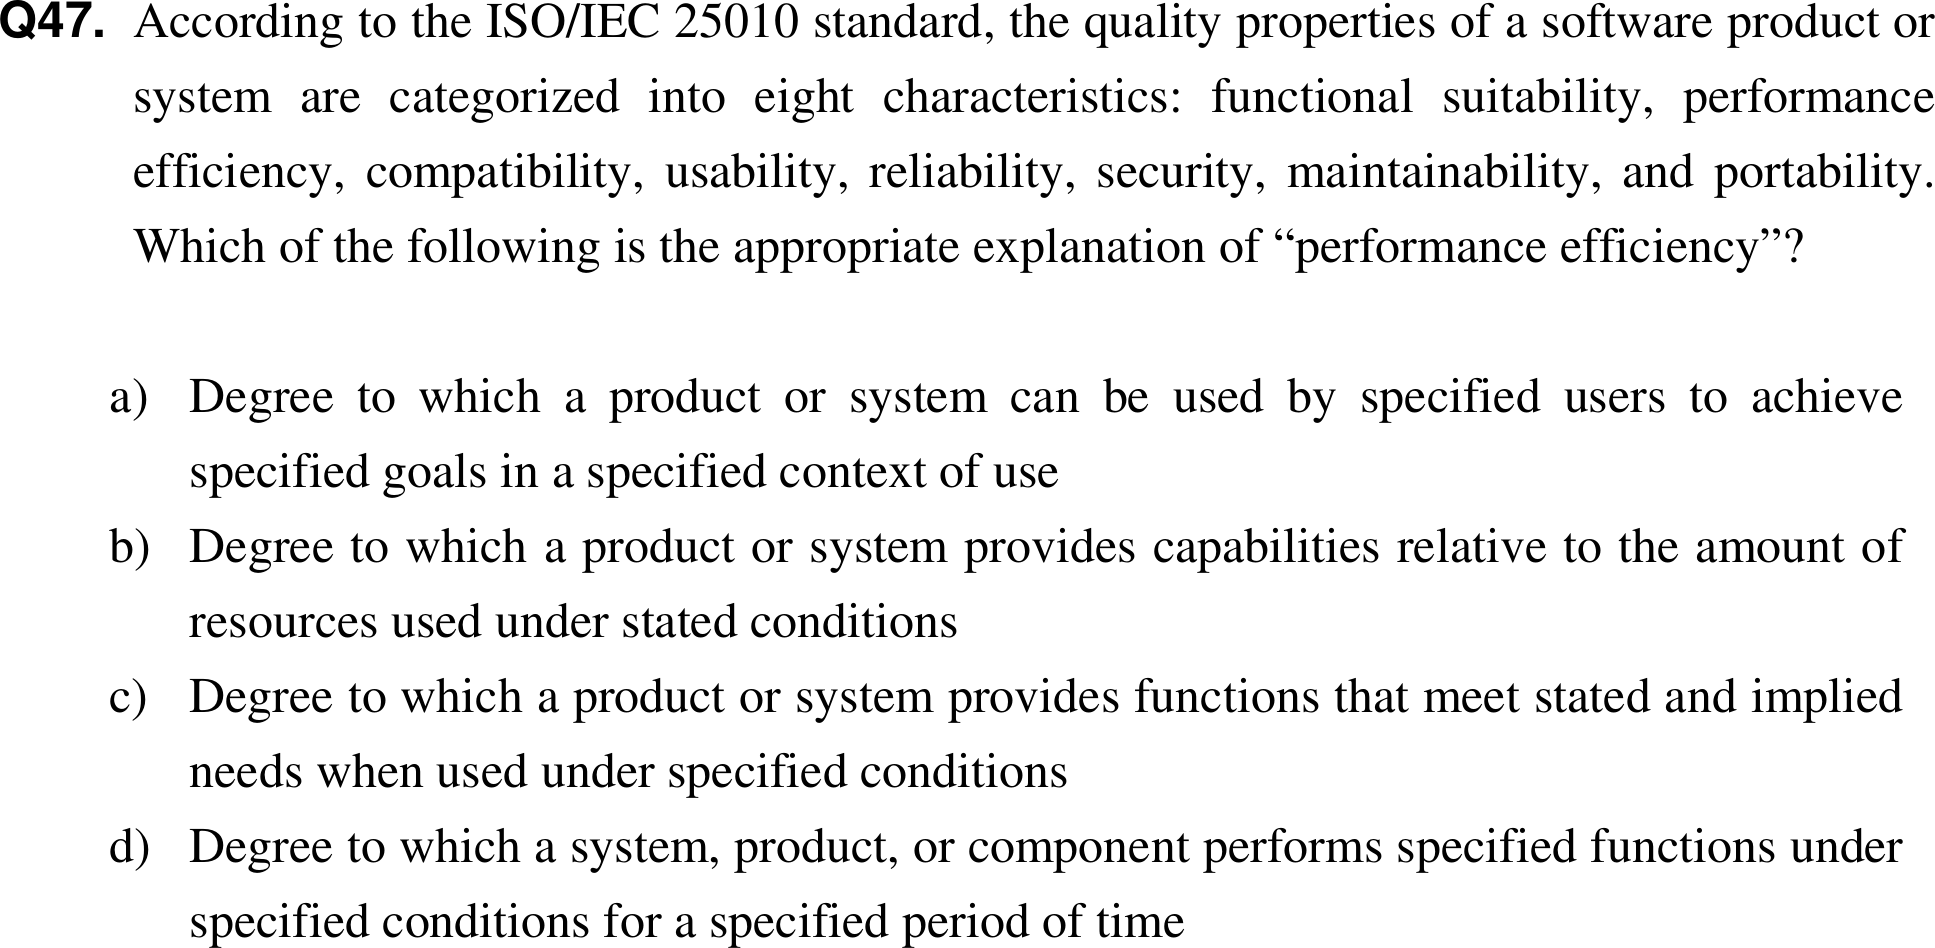 Q47. According to the ISO/IEC 25010 standard, the quality properties of a software product or
system are categorized into eight characteristics: functional suitability, performance
efficiency, compatibility, usability, reliability, security, maintainability, and portability.
Which of the following is the appropriate explanation of “performance efficiency”?
a) Degree to which a product or system can be used by specified users to achieve
specified goals in a specified context of use
b) Degree to which a product or system provides capabilities relative to the amount of
resources used under stated conditions
c) Degree to which a product or system provides functions that meet stated and implied
needs when used under specified conditions
d) Degree to which a system, product, or component performs specified functions under
specified conditions for a specified period of time